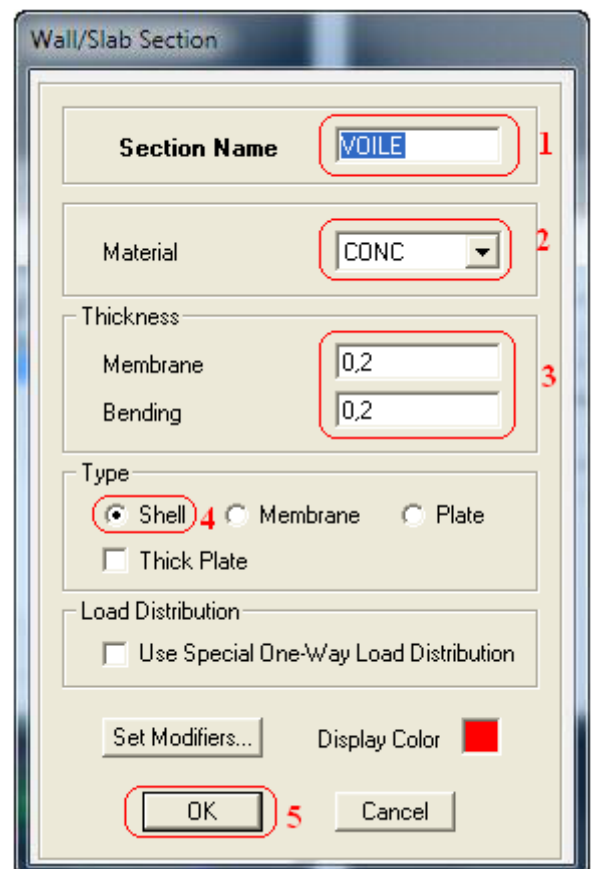 Wall/Slab Section
Section Name VOILE 1
Material CONC 2
Thickness
Membrane 0,2
3
Bending 0,2
Type
Shell 4 Membrane Plate
Thick Plate
Load Distribution
Use Special One-Way Load Distribution
Set Modifiers... Display Color
OK 5 Cancel